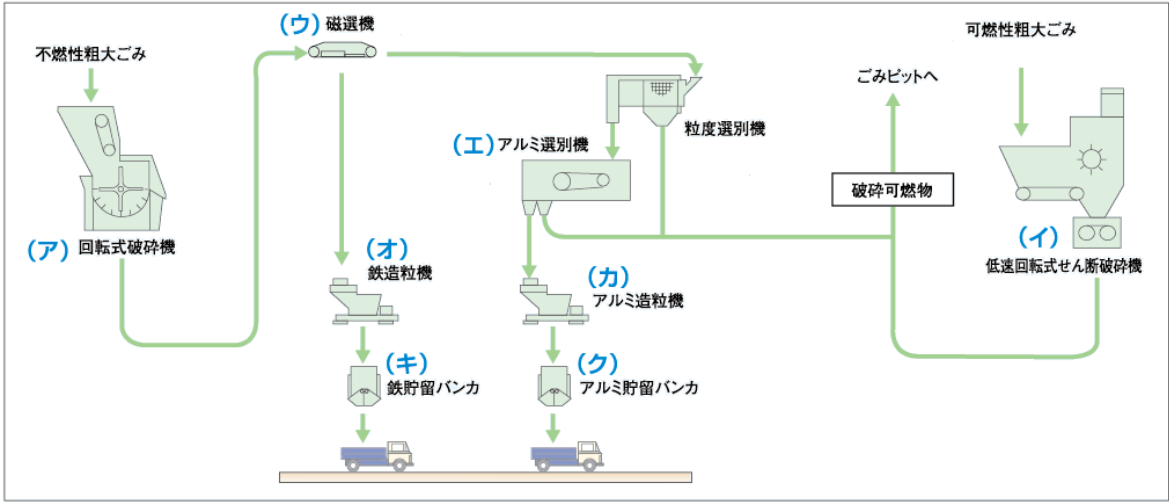 (ウ) 磁選機
不燃性粗大ごみ
可燃性粗大ごみ
ごみピットへ
粒度選別機
(エ) アルミ選別機
破砕可燃物
(ア) 回転式破砕機
(イ)
低速回転式せん断破砕機
(オ)
鉄造粒機
(カ)
アルミ造粒機
(キ)
鉄貯留バンカ
(ク)
アルミ貯留バンカ